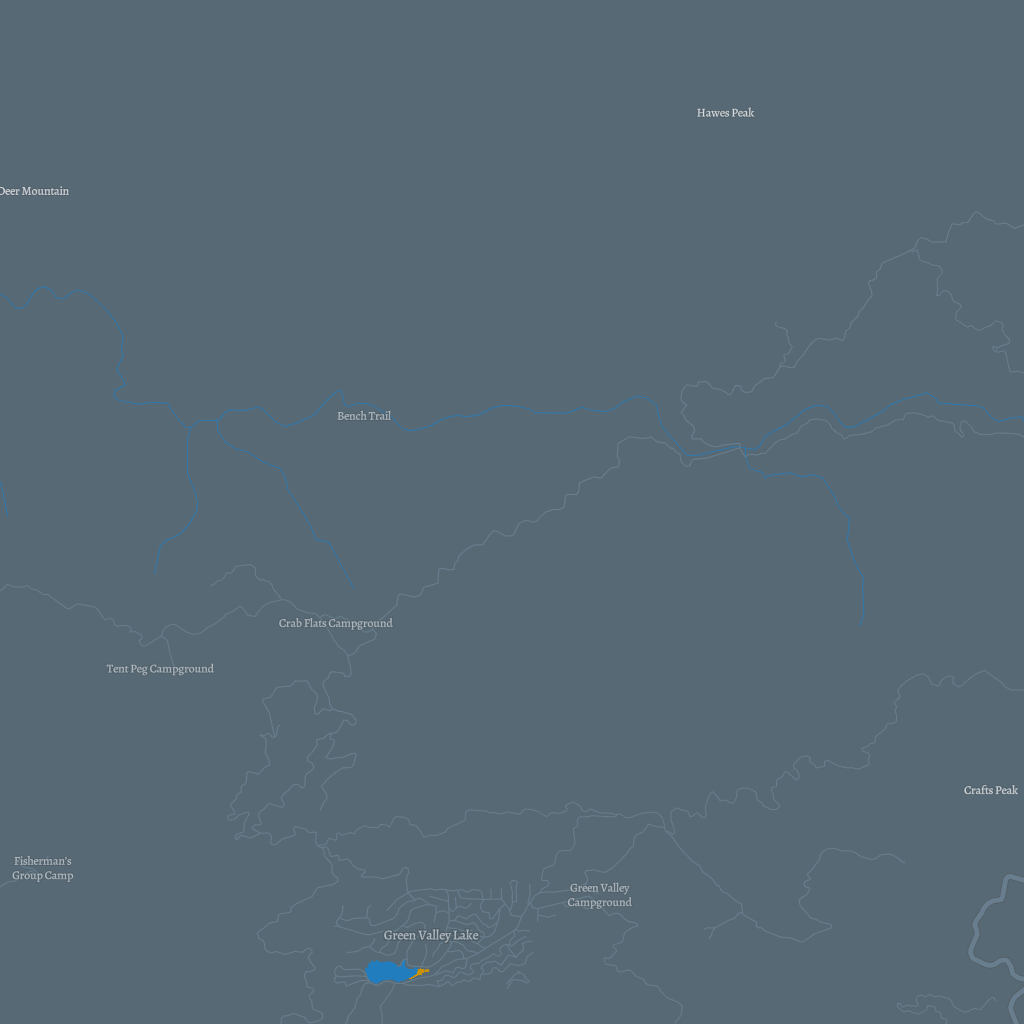 Hawes Peak
Deer Mountain
Bench Trail
Crab Flats Campground
Tent Peg Campground
Crafts Peak
Fisherman's
Group Camp
Green Valley
Campground
Green Valley Lake